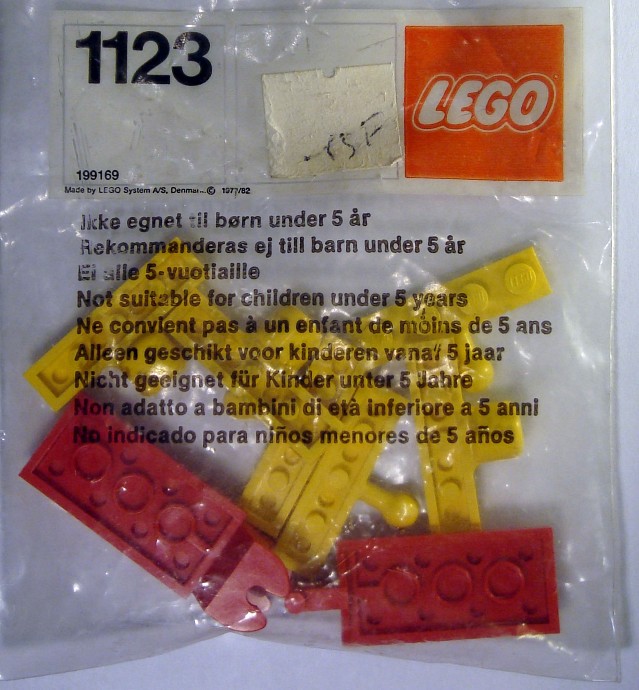 1123
LEGO
199169
Made by LEGO System A/S, Denmark © 1977/82
Ikke egnet til børn under 5 år
Rekommanderas ej till barn under 5 år
Ei alle 5-vuotiaille
Not suitable for children under 5 years
Ne convient pas à un enfant de moins de 5 ans
Alleen geschikt voor kinderen vanaf 5 jaar
Nicht geeignet für Kinder unter 5 Jahre
Non adatto a bambini di età inferiore a 5 anni
No indicado para niños menores de 5 años